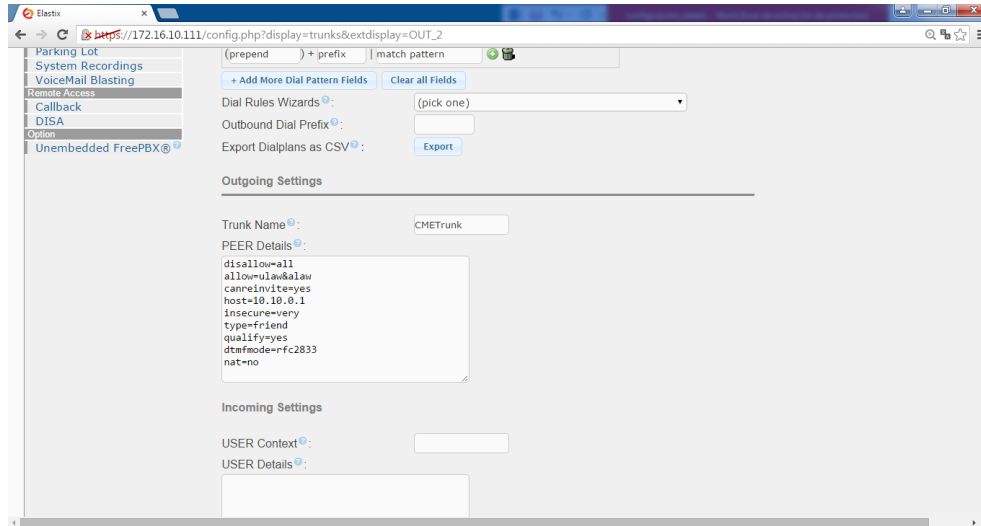 Elastix
https://172.16.10.111/config.php?display=trunks&extdisplay=OUT_2
Parking Lot
System Recordings
VoiceMail Blasting
Remote Access
Callback
DISA
Option
Unembedded FreePBX®
(prepend ) + prefix | match pattern
+ Add More Dial Pattern Fields Clear all Fields
Dial Rules Wizards : (pick one)
Outbound Dial Prefix :
Export Dialplans as CSV : Export
Outgoing Settings
Trunk Name : CMETrunk
PEER Details :
disallow=all
allow=ulaw&alaw
canreinvite=yes
host=10.10.0.1
insecure=very
type=friend
qualify=yes
dtmfmode=rfc2833
nat=no
Incoming Settings
USER Context :
USER Details :